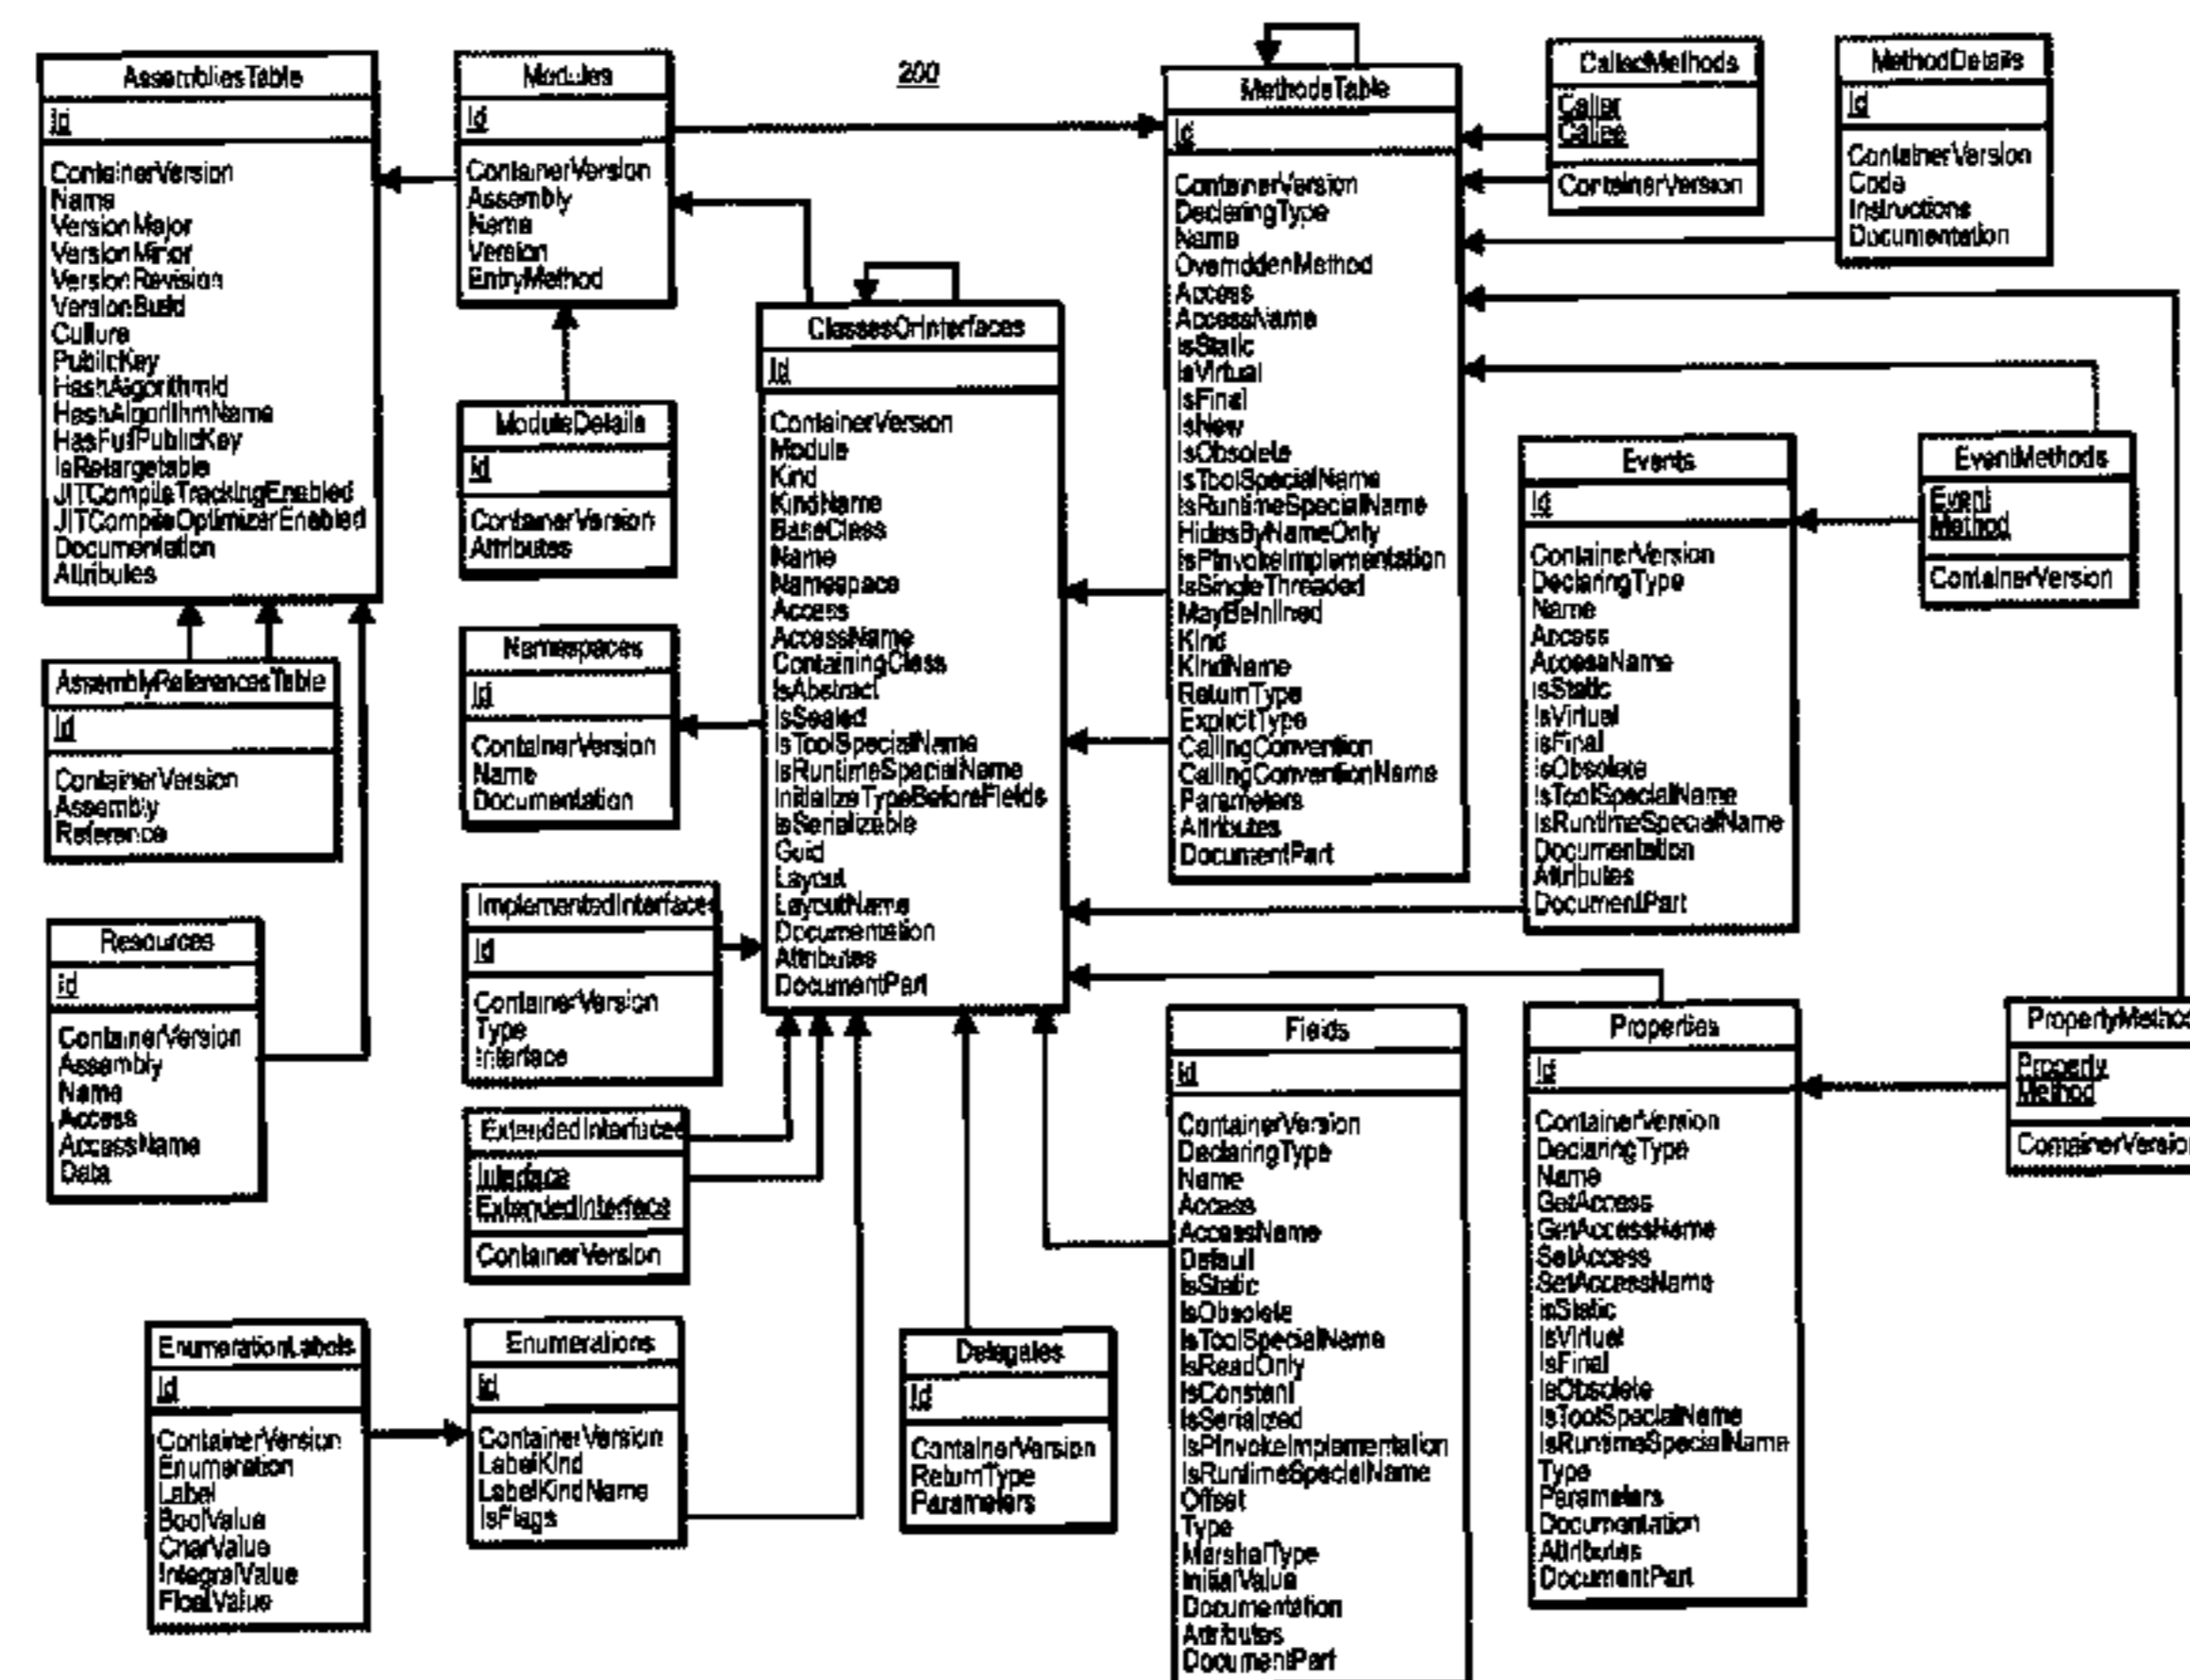 200
AssembliesTable
Id
ContainerVersion
Name
VersionMajor
VersionMinor
VersionRevision
VersionBuild
Culture
PublicKey
HashAlgorithmId
HashAlgorithmName
HasFullPublicKey
IsRetargetable
JITCompileTrackingEnabled
JITCompileOptimizerEnabled
Documentation
Attributes
AssemblyReferencesTable
Id
ContainerVersion
Assembly
Reference
Resources
Id
ContainerVersion
Assembly
Name
Access
AccessName
Data
EnumerationLabels
Id
ContainerVersion
Enumeration
Label
BoolValue
CharValue
IntegralValue
FloatValue
Modules
Id
ContainerVersion
Assembly
Name
Version
EntryMethod
ModuleDetails
Id
ContainerVersion
Attributes
Namespaces
Id
ContainerVersion
Name
Documentation
ImplementedInterfaces
Id
ContainerVersion
Type
Interface
ExtendedInterfaces
Interface
ExtendedInterface
ContainerVersion
Enumerations
Id
ContainerVersion
LabelKind
LabelKindName
IsFlags
ClassesOrInterfaces
Id
ContainerVersion
Module
Kind
KindName
BaseClass
Name
Namespace
Access
AccessName
ContainingClass
IsAbstract
IsSealed
IsToolSpecialName
IsRuntimeSpecialName
InitializeTypeBeforeFields
IsSerializable
Guid
Layout
LayoutName
Documentation
Attributes
DocumentPart
Delegates
Id
ContainerVersion
ReturnType
Parameters
MethodsTable
Id
ContainerVersion
DeclaringType
Name
OverriddenMethod
Access
AccessName
IsStatic
IsVirtual
IsFinal
IsNew
IsObsolete
IsToolSpecialName
IsRuntimeSpecialName
HidesByNameOnly
IsPInvokeImplementation
IsSingleThreaded
MayBeInlined
Kind
KindName
ReturnType
ExplicitType
CallingConvention
CallingConventionName
Parameters
Attributes
DocumentPart
Fields
Id
ContainerVersion
DeclaringType
Name
Access
AccessName
Default
IsStatic
IsObsolete
IsToolSpecialName
IsReadOnly
IsConstant
IsSerialized
IsPInvokeImplementation
IsRuntimeSpecialName
Offset
Type
MarshalType
InitialValue
Documentation
Attributes
DocumentPart
CalledMethods
Caller
Callee
ContainerVersion
MethodDetails
Id
ContainerVersion
Code
Instructions
Documentation
Events
Id
ContainerVersion
DeclaringType
Name
Access
AccessName
IsStatic
IsVirtual
IsFinal
IsObsolete
IsToolSpecialName
IsRuntimeSpecialName
Documentation
Attributes
DocumentPart
EventMethods
Event
Method
ContainerVersion
Properties
Id
ContainerVersion
DeclaringType
Name
GetAccess
GetAccessName
SetAccess
SetAccessName
IsStatic
IsVirtual
IsFinal
IsObsolete
IsToolSpecialName
IsRuntimeSpecialName
Type
Parameters
Documentation
Attributes
DocumentPart
PropertyMethod
Property
Method
ContainerVersion